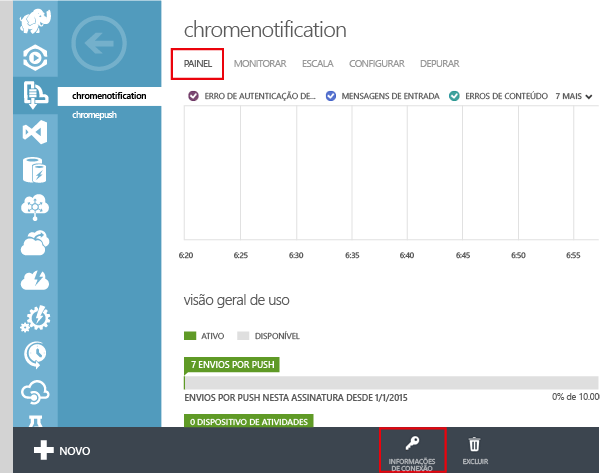 chromenotification
PAINEL MONITORAR ESCALA CONFIGURAR DEPURAR
chromenotification
chromepush
ERRO DE AUTENTICAÇÃO DE... MENSAGENS DE ENTRADA ERROS DE CONTEÚDO 7 MAIS
6:20 6:25 6:30 6:35 6:40 6:45 6:50 6:55
visão geral de uso
ATIVO DISPONÍVEL
7 ENVIOS POR PUSH
ENVIOS POR PUSH NESTA ASSINATURA DESDE 1/1/2015 0% de 10.000
0 DISPOSITIVO DE ATIVIDADES
NOVO
INFORMAÇÕES
DE CONEXÃO
EXCLUIR